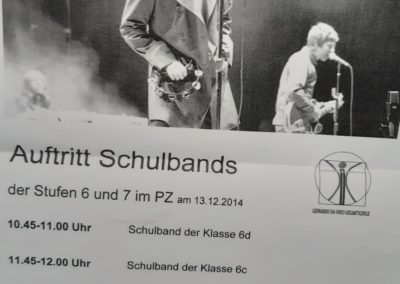 Auftritt Schulbands
der Stufen 6 und 7 im PZ am 13.12.2014
LEONARDO-DA-VINCI-GESAMTSCHULE
10.45-11.00 Uhr Schulband der Klasse 6d
11.45-12.00 Uhr Schulband der Klasse 6c